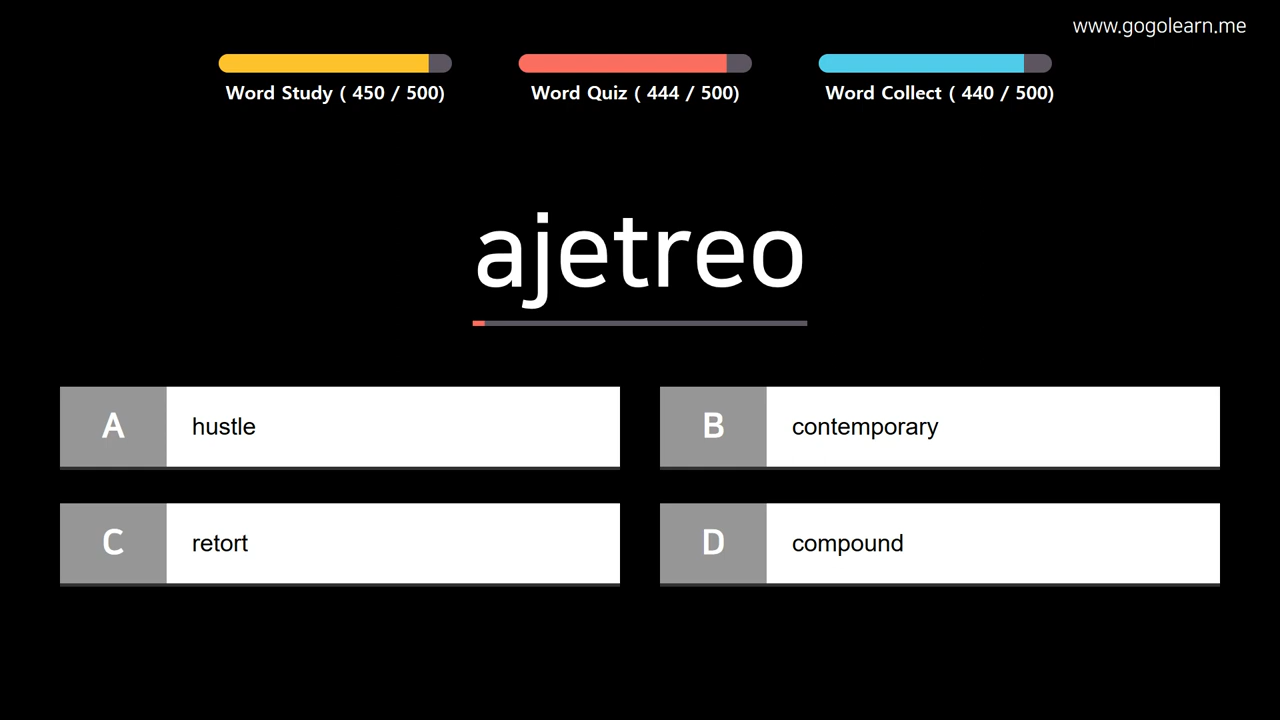 www.gogolearn.me
Word Study ( 450 / 500)
Word Quiz ( 444 / 500)
Word Collect ( 440 / 500)
ajetreo
A
hustle
B
contemporary
C
retort
D
compound